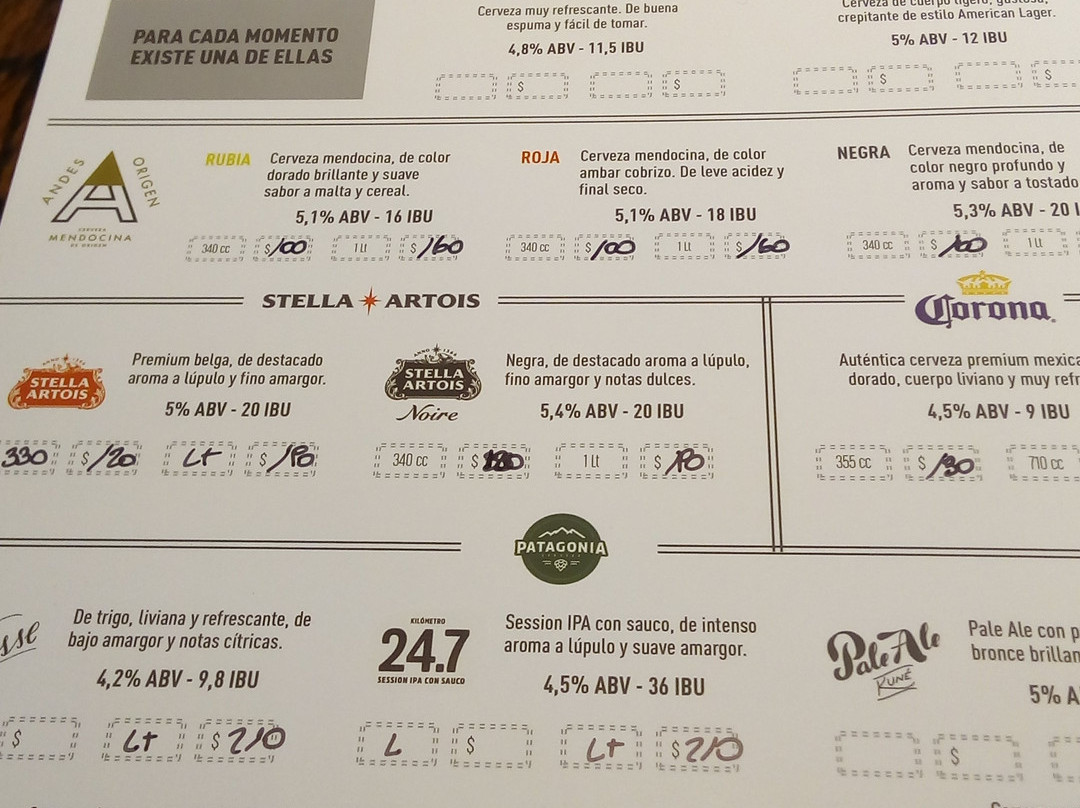 PARA CADA MOMENTO
EXISTE UNA DE ELLAS
Cerveza muy refrescante. De buena
espuma y fácil de tomar.
4,8% ABV - 11,5 IBU
$ $
Cerveza de cuerpo ligero, gustosa,
crepitante de estilo American Lager.
5% ABV - 12 IBU
$ $
ANDES ORIGEN
CERVEZA
MENDOCINA
DE ORIGEN
RUBIA
Cerveza mendocina, de color
dorado brillante y suave
sabor a malta y cereal.
5,1% ABV - 16 IBU
340 cc $100 1 Lt $160
ROJA
Cerveza mendocina, de color
ambar cobrizo. De leve acidez y
final seco.
5,1% ABV - 18 IBU
340 cc $100 1 Lt $160
NEGRA
Cerveza mendocina, de
color negro profundo y
aroma y sabor a tostado
5,3% ABV - 20 I
340 cc $100 1 Lt
STELLA ARTOIS
STELLA
ARTOIS
Premium belga, de destacado
aroma a lúpulo y fino amargor.
5% ABV - 20 IBU
330 $120 Lt $180
STELLA
ARTOIS
Noire
Negra, de destacado aroma a lúpulo,
fino amargor y notas dulces.
5,4% ABV - 20 IBU
340 cc $ 1 Lt $
Corona
Auténtica cerveza premium mexica
dorado, cuerpo liviano y muy refr
4,5% ABV - 9 IBU
355 cc $130 710 cc
PATAGONIA
De trigo, liviana y refrescante, de
bajo amargor y notas cítricas.
4,2% ABV - 9,8 IBU
$ Lt $210
KILÓMETRO
24.7
SESSION IPA CON SAUCO
Session IPA con sauco, de intenso
aroma a lúpulo y suave amargor.
4,5% ABV - 36 IBU
L $ Lt $210
Pale Ale
KUNÉ
Pale Ale con p
bronce brillan
5% A
$